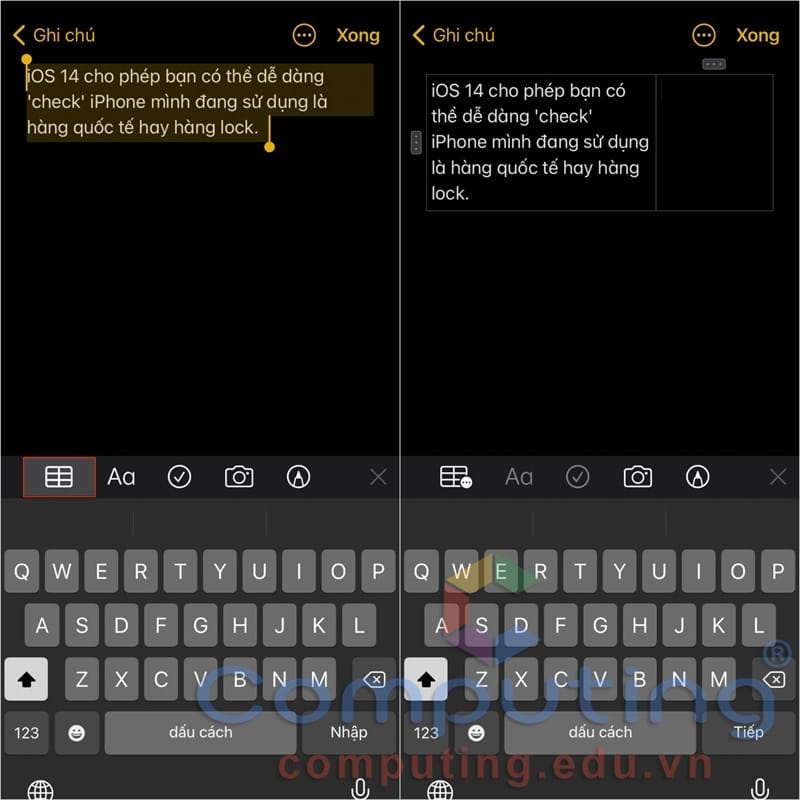 Ghi chú
Xong
iOS 14 cho phép bạn có thể dễ dàng
'check' iPhone mình đang sử dụng là
hàng quốc tế hay hàng lock.
Aa
Q W E R T Y U I O P
A S D F G H J K L
Z X C V B N M
123
dấu cách
Nhập
Ghi chú
Xong
iOS 14 cho phép bạn có
thể dễ dàng 'check'
iPhone mình đang sử dụng
là hàng quốc tế hay hàng
lock.
Aa
Q W E R T Y U I O P
A S D F G H J K L
Z X C V B N M
123
dấu cách
Tiếp
Computing®
computing.edu.vn